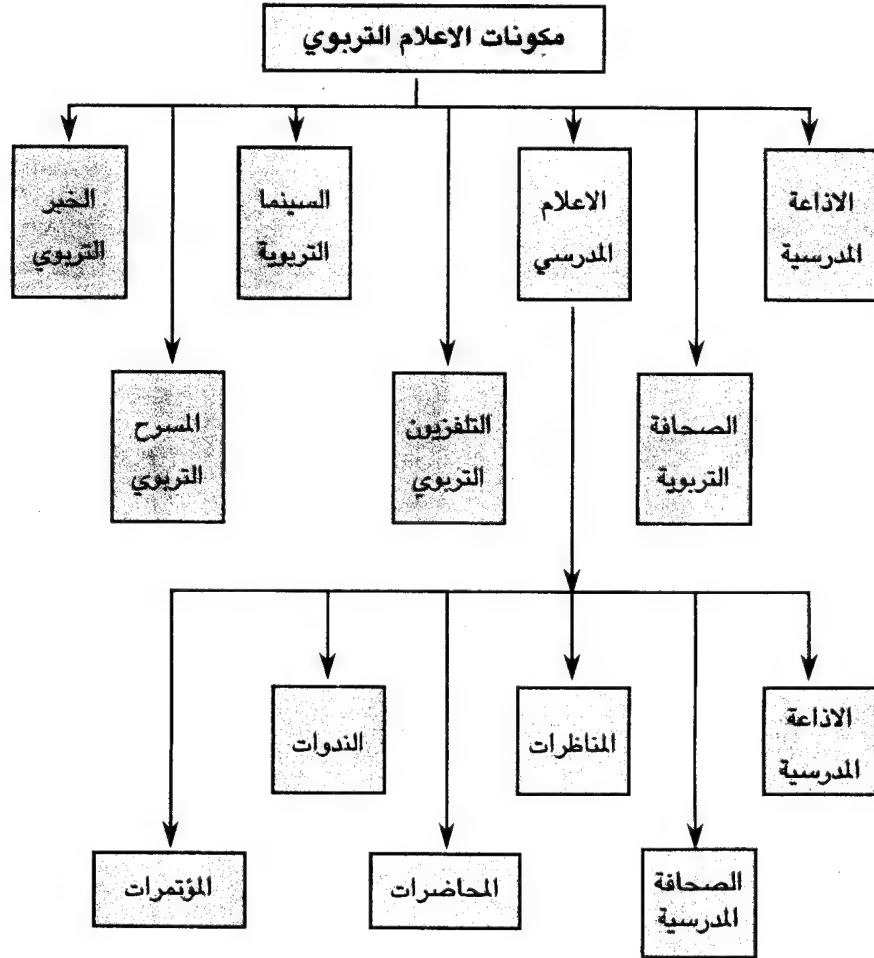 مكونات الاعلام التربوي
الاذاعة
المدرسية
الاعلام
المدرسي
السينما
التربوية
الخبر
التربوي
الصحافة
التربوية
التلفزيون
التربوي
المسرح
التربوي
الاذاعة
المدرسية
المناظرات
الندوات
الصحافة
المدرسية
المحاضرات
المؤتمرات